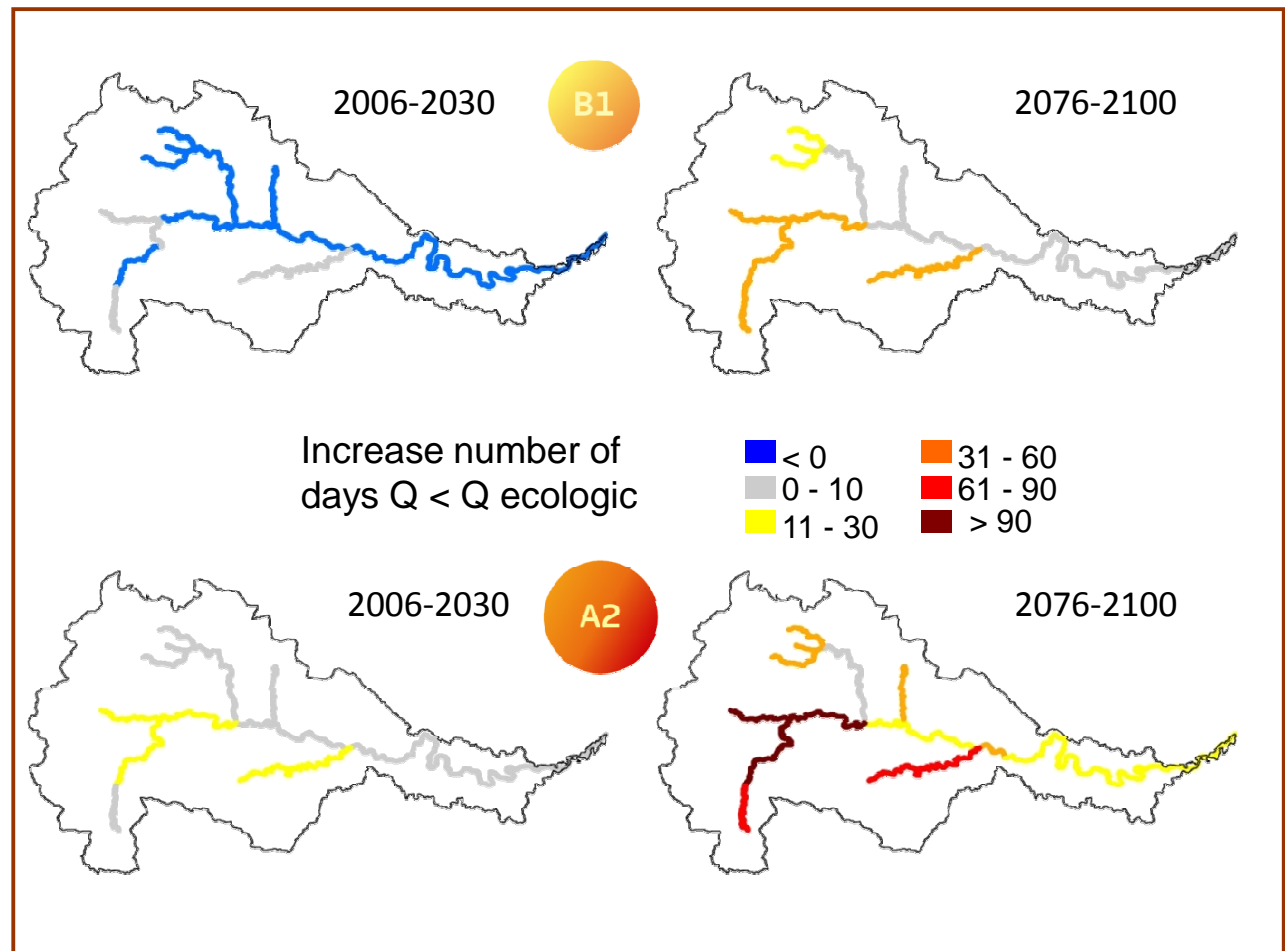 2006-2030
B1
2076-2100
Increase number of
days Q < Q ecologic
< 0
0 - 10
11 - 30
31 - 60
61 - 90
> 90
2006-2030
A2
2076-2100